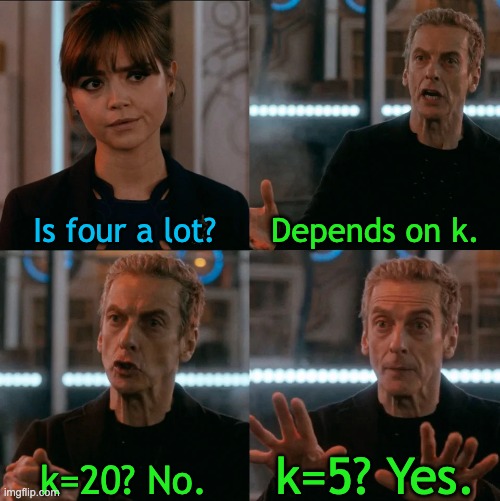 Is four a lot?
Depends on k.
k=20? No.
k=5? Yes.
imgflip.com